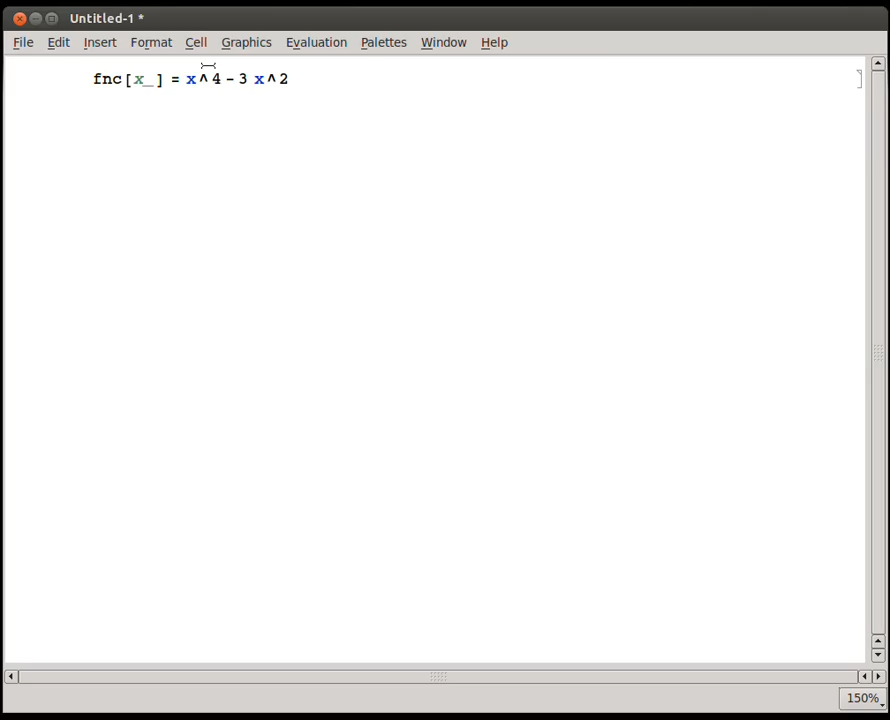 Untitled-1 *
File Edit Insert Format Cell Graphics Evaluation Palettes Window Help
fnc[x_] = x^4-3 x^2
150%